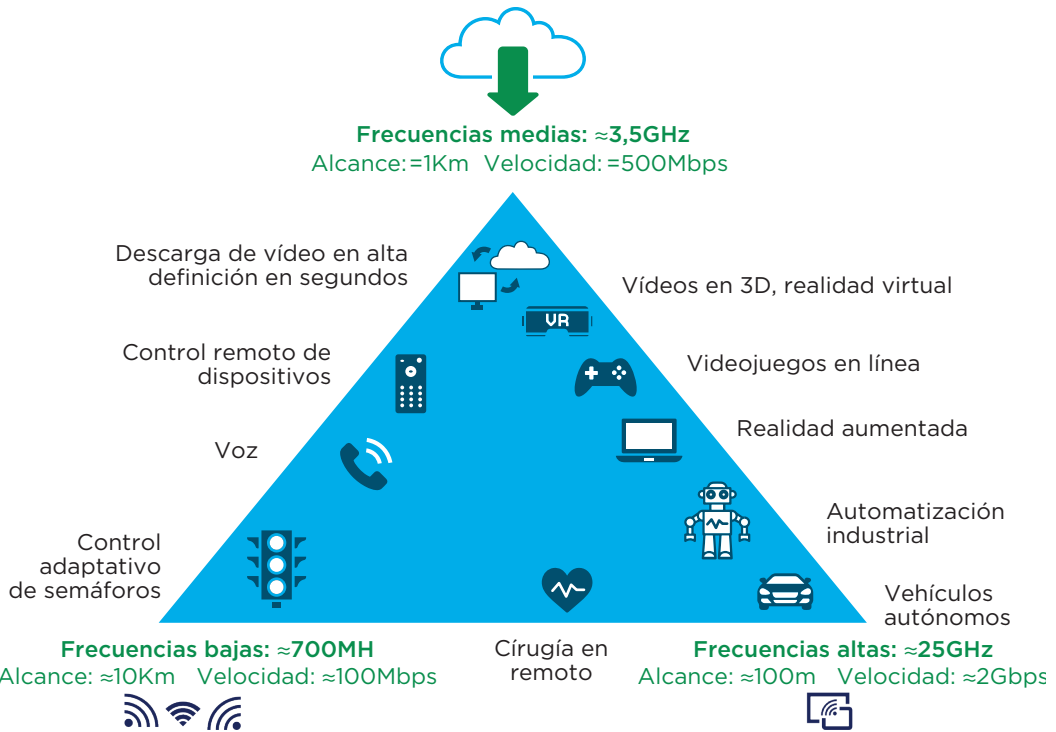 Frecuencias medias: ≈3,5GHz
Alcance:=1Km Velocidad:=500Mbps
Descarga de vídeo en alta
definición en segundos
Vídeos en 3D, realidad virtual
VR
Control remoto de
dispositivos
Videojuegos en línea
Realidad aumentada
Voz
Automatización
industrial
Control
adaptativo
de semáforos
Vehículos
autónomos
Frecuencias bajas: ≈700MH
Alcance: ≈10Km Velocidad: ≈100Mbps
Círugía en
remoto
Frecuencias altas: ≈25GHz
Alcance: ≈100m Velocidad: ≈2Gbps